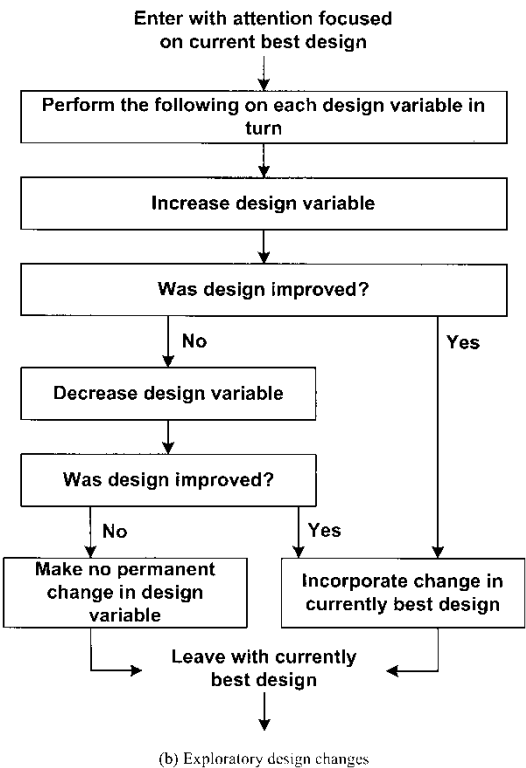 Enter with attention focused
on current best design
Perform the following on each design variable in
turn
Increase design variable
Was design improved?
No
Yes
Decrease design variable
Was design improved?
No
Yes
Make no permanent
change in design
variable
Incorporate change in
currently best design
Leave with currently
best design
(b) Exploratory design changes